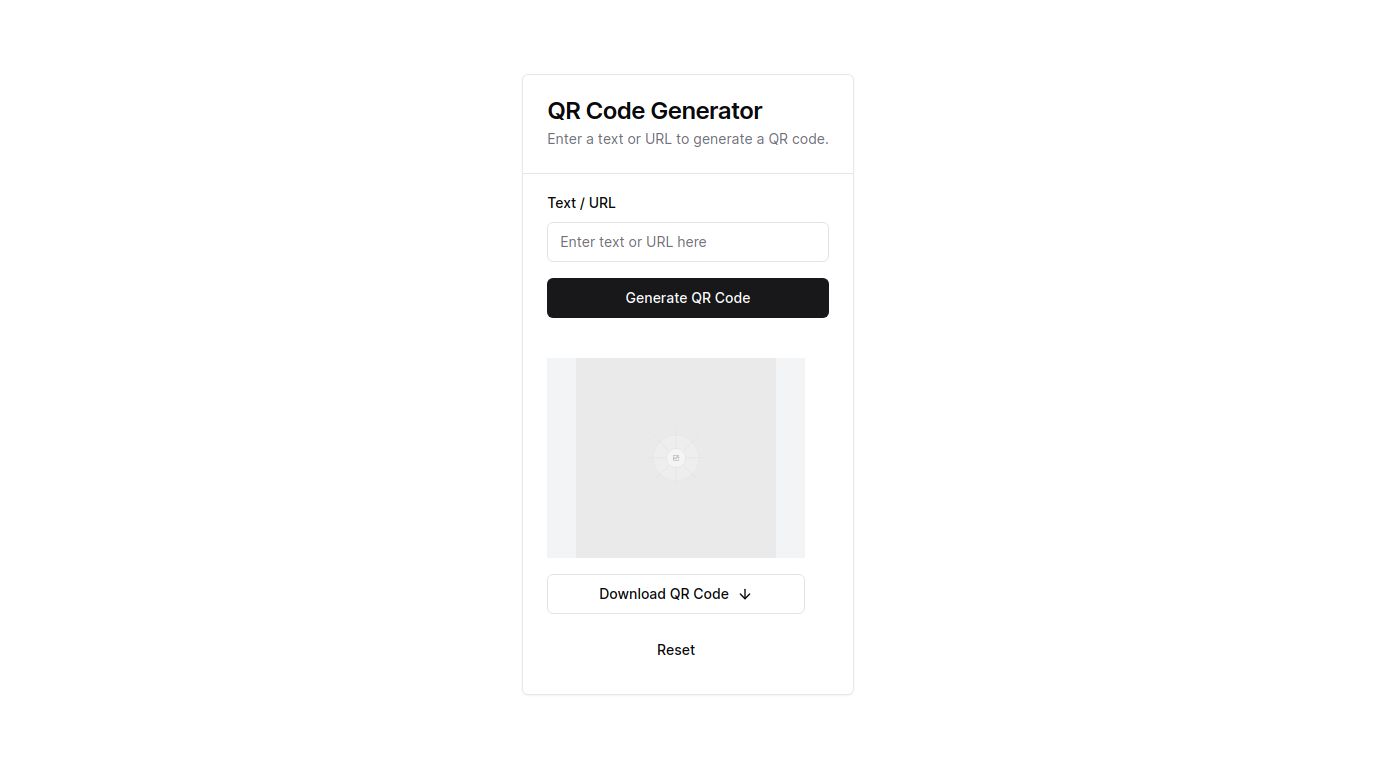 QR Code Generator
Enter a text or URL to generate a QR code.
Text / URL
Enter text or URL here
Generate QR Code
Download QR Code
Reset